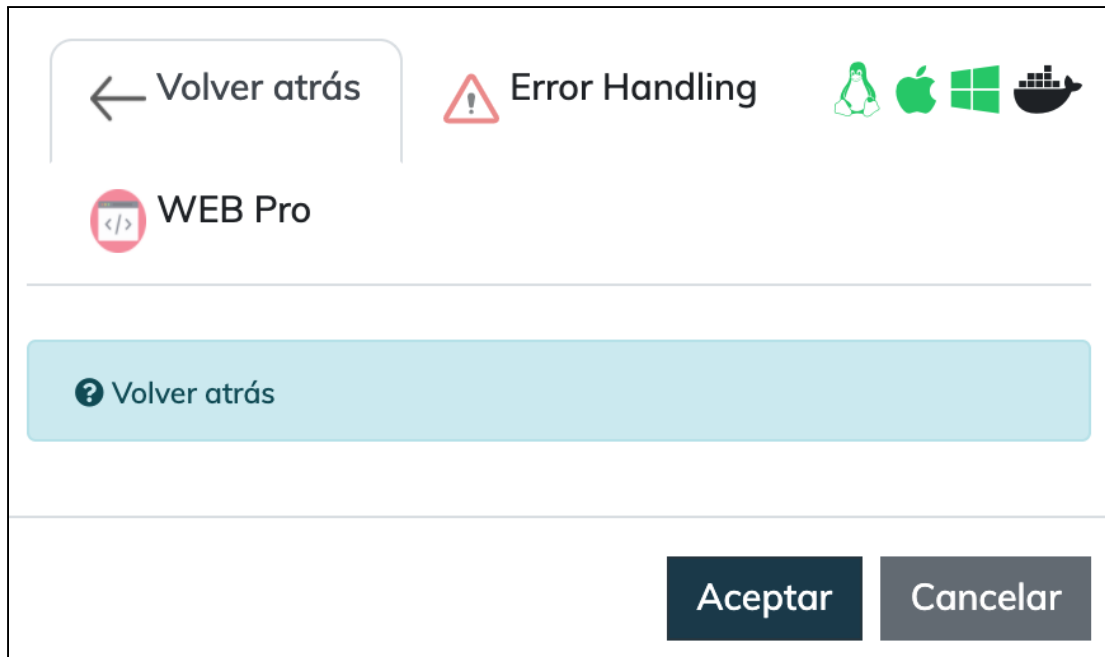 Volver atrás
Error Handling
WEB Pro
</>
Volver atrás
Aceptar
Cancelar